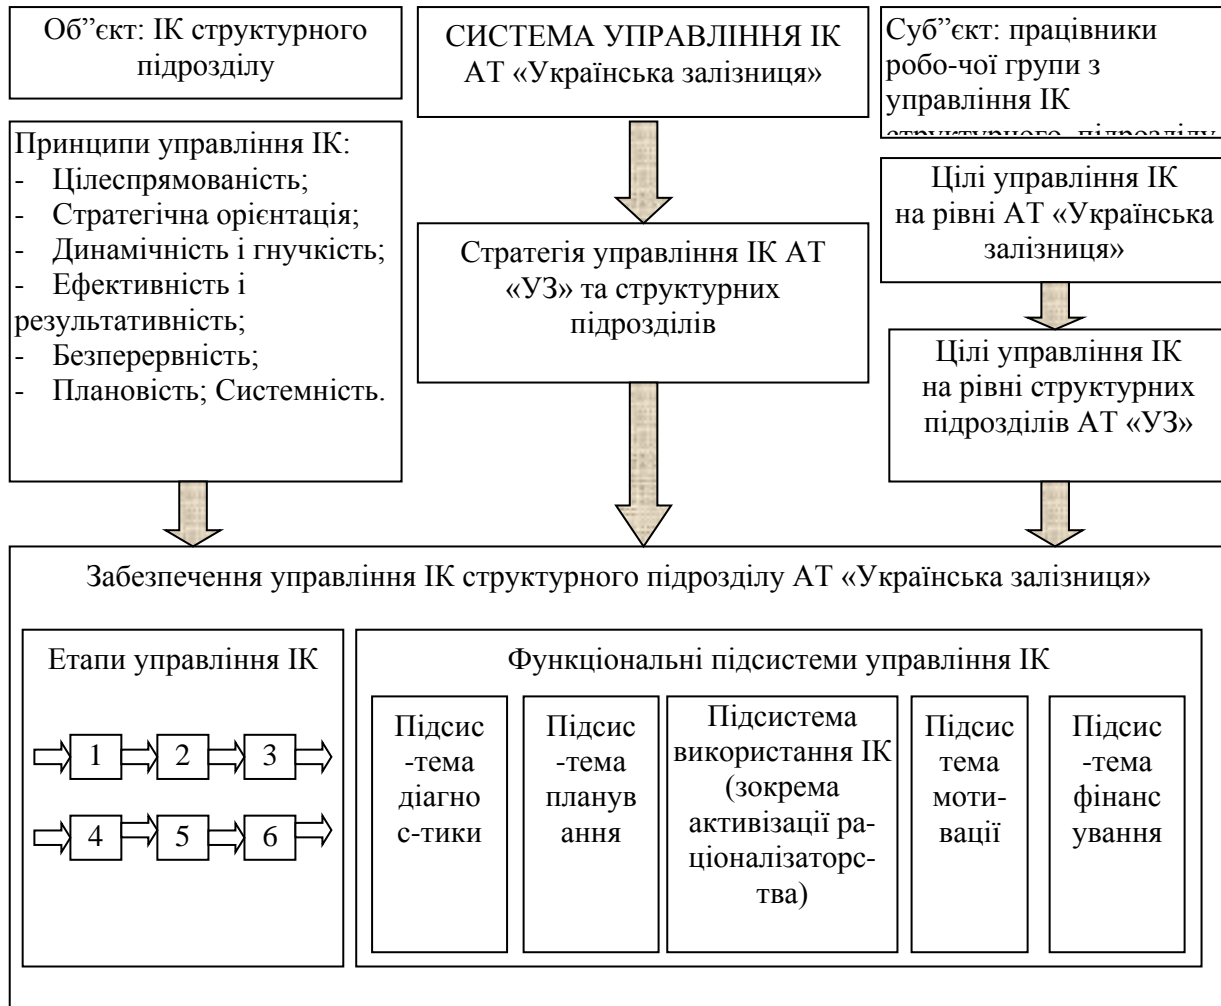 Об”єкт: ІК структурного
підрозділу
СИСТЕМА УПРАВЛІННЯ ІК
АТ «Українська залізниця»
Суб”єкт: працівники
робо-чої групи з
управління ІК
структурного підрозділу
Принципи управління ІК:
- Цілеспрямованість;
- Стратегічна орієнтація;
- Динамічність і гнучкість;
- Ефективність і
результативність;
- Безперервність;
- Плановість; Системність.
Стратегія управління ІК АТ
«УЗ» та структурних
підрозділів
Цілі управління ІК
на рівні АТ «Українська
залізниця»
Цілі управління ІК
на рівні структурних
підрозділів АТ «УЗ»
Забезпечення управління ІК структурного підрозділу АТ «Українська залізниця»
Етапи управління ІК
1 2 3
4 5 6
Функціональні підсистеми управління ІК
Підсис
-тема
діагно
с-тики
Підсис
-тема
планув
ання
Підсистема
використання ІК
(зокрема
активізації ра-
ціоналізаторс-
тва)
Підсис
тема
моти-
вації
Підсис
-тема
фінанс
ування